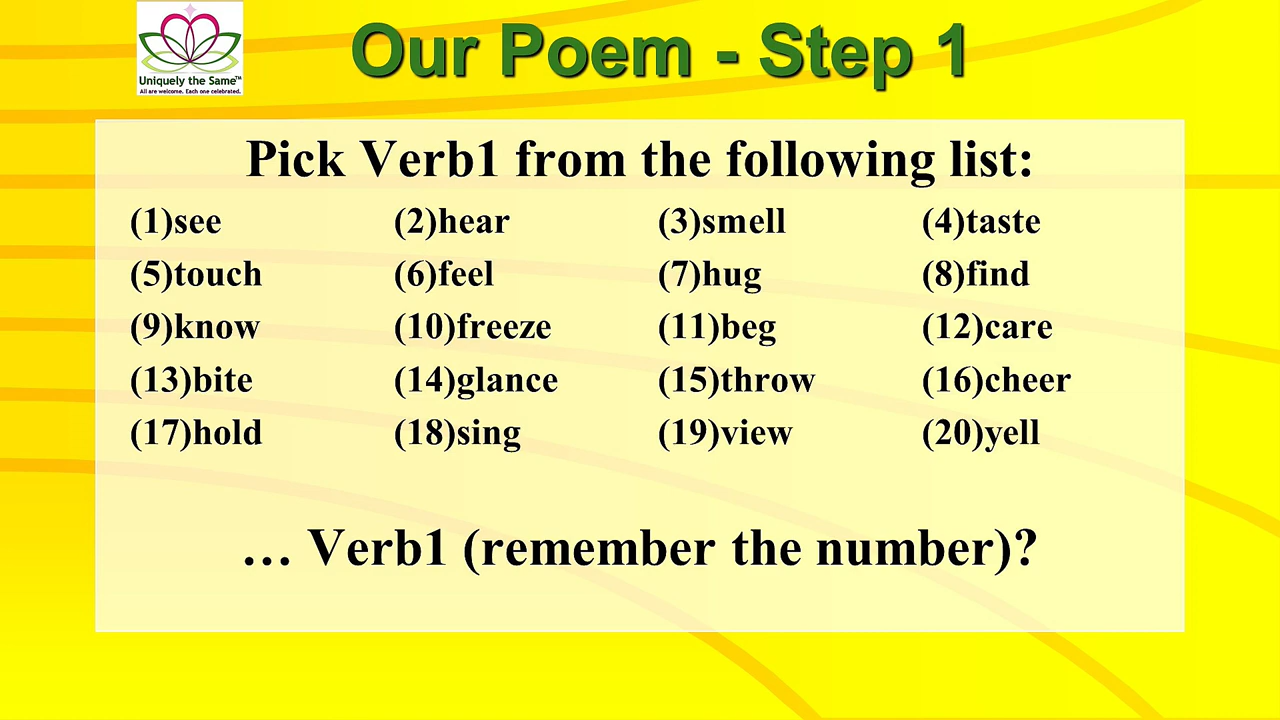 Our Poem - Step 1
Uniquely the Same™
All are welcome. Each one celebrated.
Pick Verb1 from the following list:
(1)see (2)hear (3)smell (4)taste
(5)touch (6)feel (7)hug (8)find
(9)know (10)freeze (11)beg (12)care
(13)bite (14)glance (15)throw (16)cheer
(17)hold (18)sing (19)view (20)yell
… Verb1 (remember the number)?